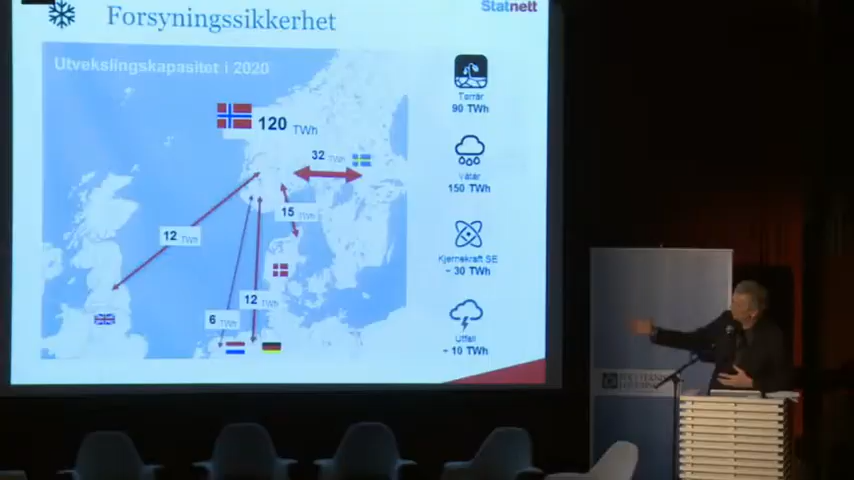 Forsyningssikkerhet
Statnett
Utvekslingskapasitet i 2020
120 TWh
32 TWh
15 TWh
12 TWh
12 TWh
6 TWh
Tørrår
90 TWh
Våtår
150 TWh
Kjernekraft SE
- 30 TWh
Utfall
- 10 TWh